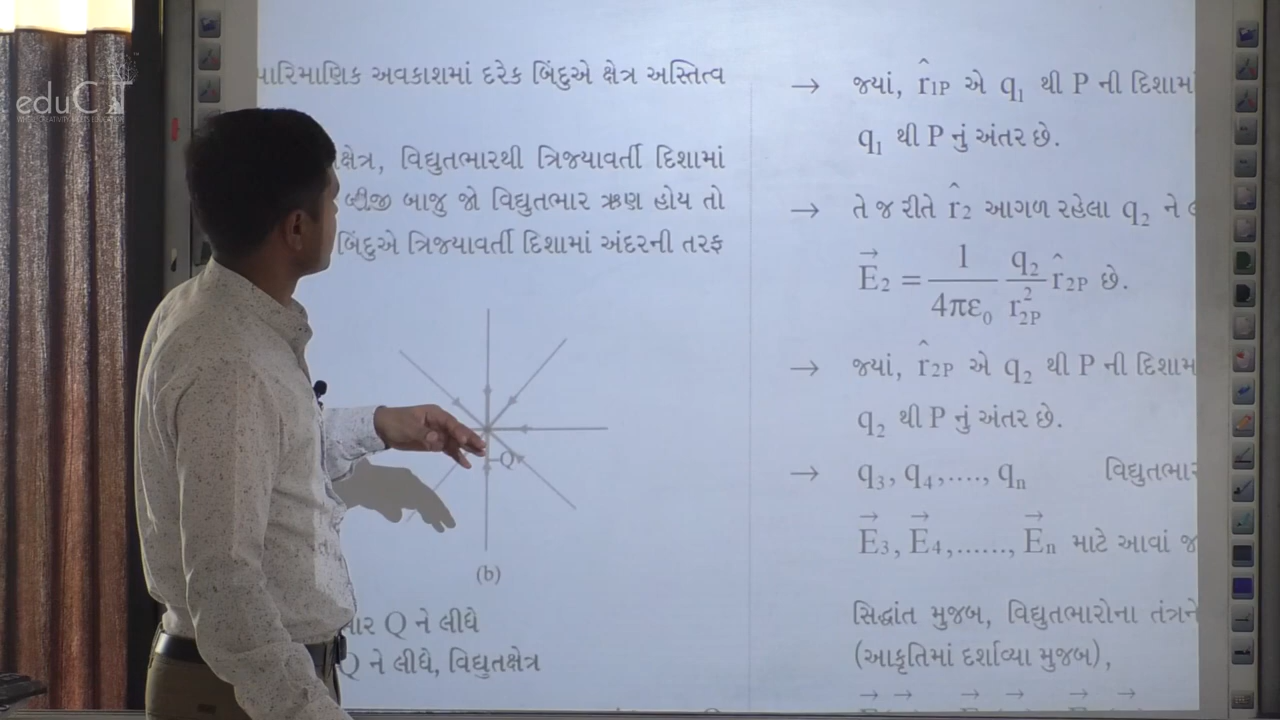 eduC
પારિમાણિક અવકાશમાં દરેક બિંદુએ ક્ષેત્ર અસ્તિત્વ
ક્ષેત્ર, વિદ્યુતભારથી ત્રિજ્યાવર્તી દિશામાં
બીજી બાજુ જો વિદ્યુતભાર ઋણ હોય તો
બિંદુએ ત્રિજ્યાવર્તી દિશામાં અંદરની તરફ
–Q
(b)
Q ને લીધે
Q ને લીધે, વિદ્યુતક્ષેત્ર
→ જ્યાં, r̂1P એ q₁ થી P ની દિશામાં
q₁ થી P નું અંતર છે.
→ તે જ રીતે r̂2 આગળ રહેલા q₂ ને લ
E⃗₂ = 1/4πε₀ q₂/r²2P r̂2P છે.
→ જ્યાં, r̂2P એ q₂ થી P ની દિશામ
q₂ થી P નું અંતર છે.
→ q₃, q₄,...., qₙ વિદ્યુતભાર
E⃗₃, E⃗₄,......, E⃗ₙ માટે આવાં જ
સિદ્ધાંત મુજબ, વિદ્યુતભારોના તંત્રને
(આકૃતિમાં દર્શાવ્યા મુજબ),